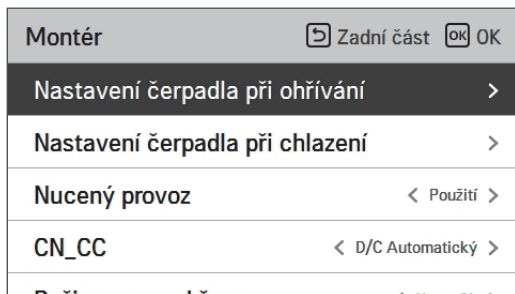 Montér Zadní část OK OK
Nastavení čerpadla při ohřívání
Nastavení čerpadla při chlazení
Nucený provoz < Použití >
CN_CC < D/C Automatický >